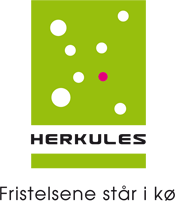 HERKULES
Fristelsene står i kø